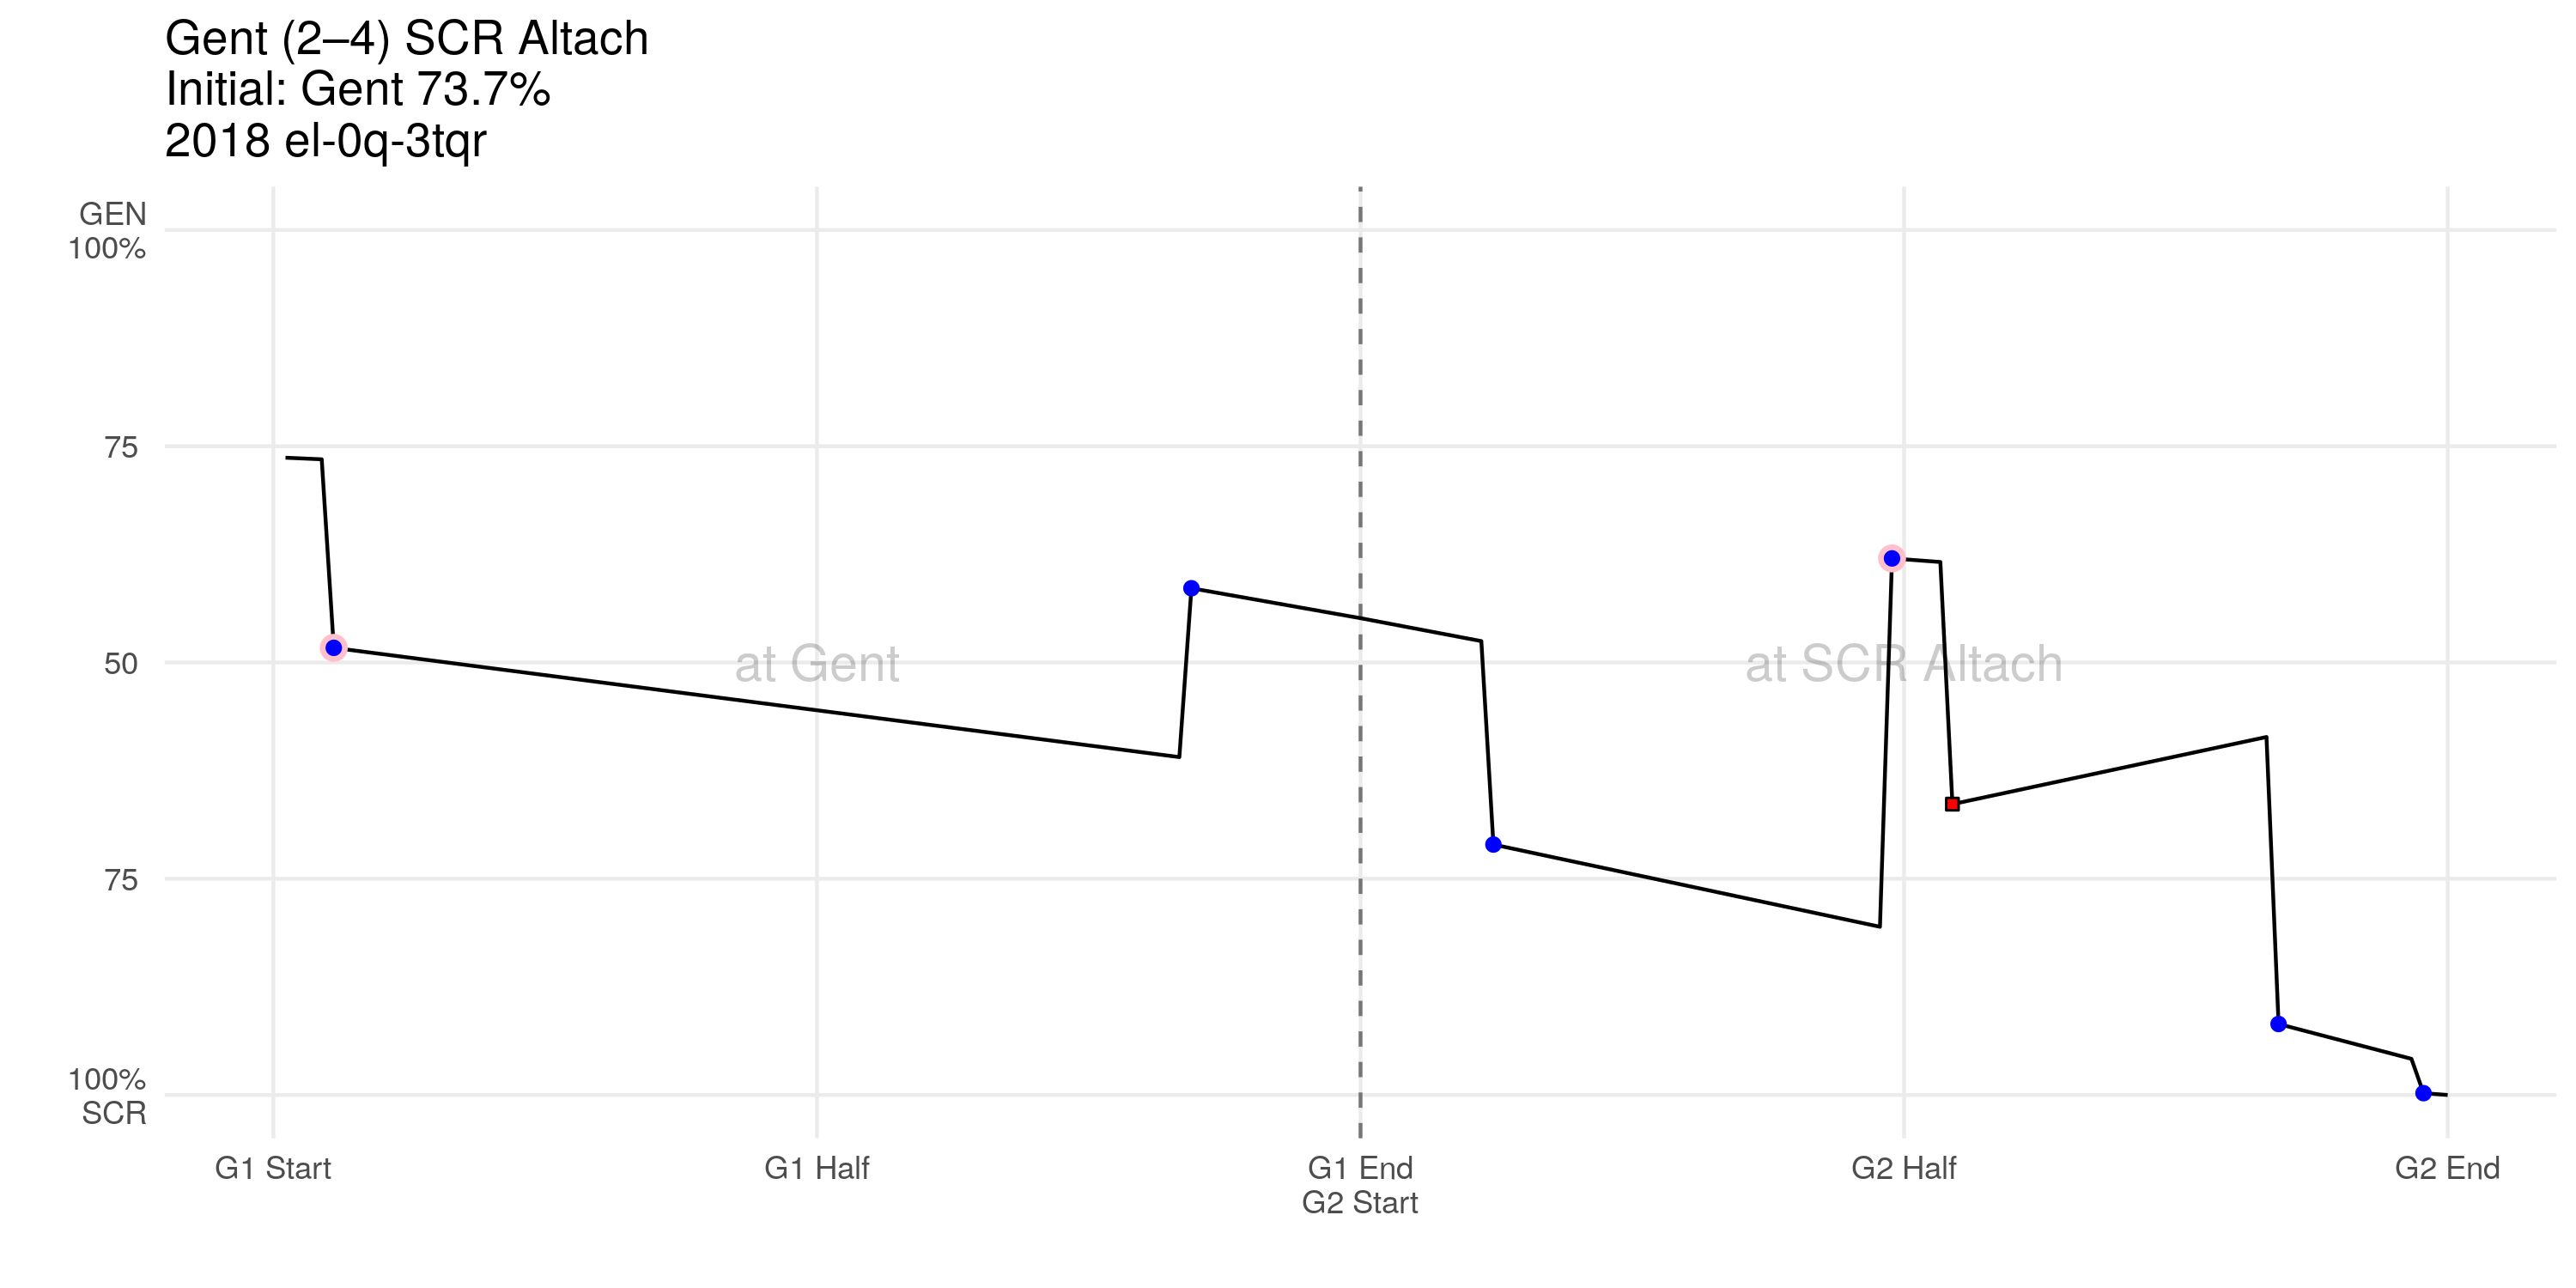 Gent (2–4) SCR Altach
Initial: Gent 73.7%
2018 el-0q-3tqr
GEN
100%
75
50
75
100%
SCR
at Gent
at SCR Altach
G1 Start
G1 Half
G1 End
G2 Start
G2 Half
G2 End